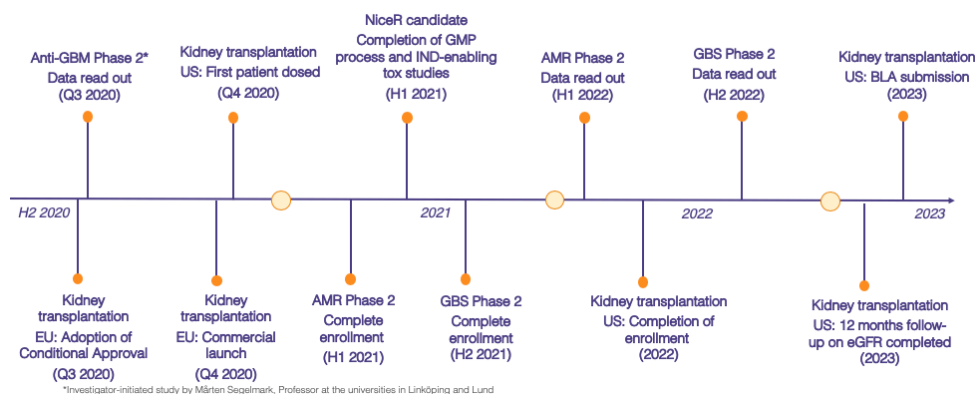 NiceR candidate
Completion of GMP
process and IND-enabling
tox studies
(H1 2021)
Anti-GBM Phase 2*
Data read out
(Q3 2020)
Kidney transplantation
US: First patient dosed
(Q4 2020)
AMR Phase 2
Data read out
(H1 2022)
GBS Phase 2
Data read out
(H2 2022)
Kidney transplantation
US: BLA submission
(2023)
H2 2020
2021
2022
2023
Kidney
transplantation
EU: Adoption of
Conditional Approval
(Q3 2020)
Kidney
transplantation
EU: Commercial
launch
(Q4 2020)
AMR Phase 2
Complete
enrollment
(H1 2021)
GBS Phase 2
Complete
enrollment
(H2 2021)
Kidney transplantation
US: Completion of
enrollment
(2022)
Kidney transplantation
US: 12 months follow-
up on eGFR completed
(2023)
*Investigator-initiated study by Mårten Segelmark, Professor at the universities in Linköping and Lund